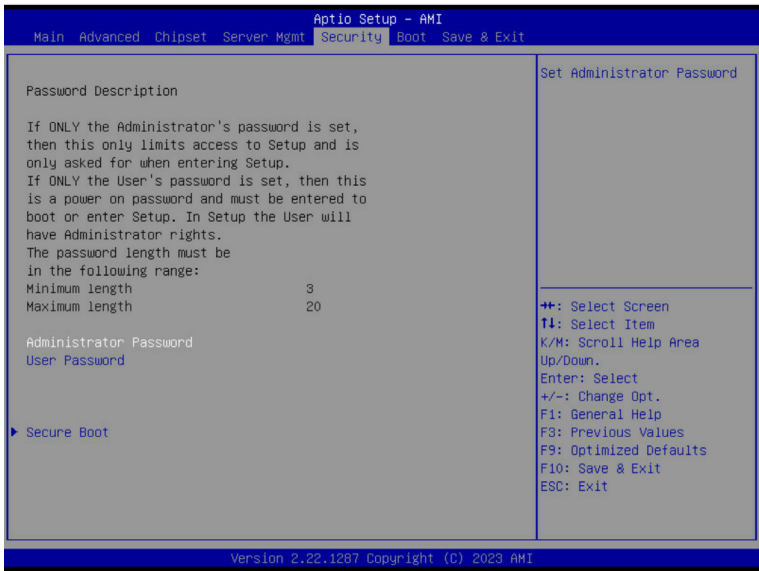 Aptio Setup - AMI
Main Advanced Chipset Server Mgmt Security Boot Save & Exit
Password Description
If ONLY the Administrator's password is set,
then this only limits access to Setup and is
only asked for when entering Setup.
If ONLY the User's password is set, then this
is a power on password and must be entered to
boot or enter Setup. In Setup the User will
have Administrator rights.
The password length must be
in the following range:
Minimum length 3
Maximum length 20
Administrator Password
User Password
Secure Boot
Set Administrator Password
→←: Select Screen
↑↓: Select Item
K/M: Scroll Help Area
Up/Down.
Enter: Select
+/-: Change Opt.
F1: General Help
F3: Previous Values
F9: Optimized Defaults
F10: Save & Exit
ESC: Exit
Version 2.22.1287 Copyright (C) 2023 AMI